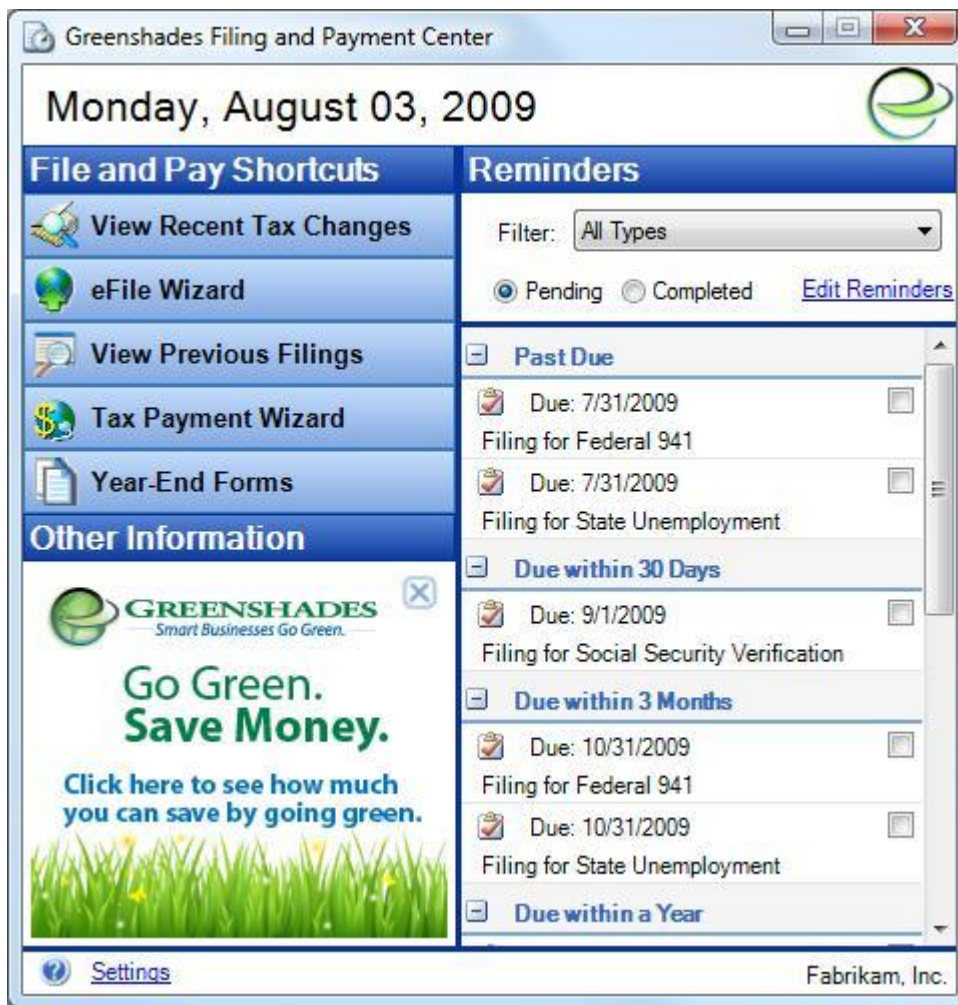 Greenshades Filing and Payment Center
Monday, August 03, 2009
File and Pay Shortcuts
View Recent Tax Changes
eFile Wizard
View Previous Filings
Tax Payment Wizard
Year-End Forms
Other Information
GREENSHADES
Smart Businesses Go Green.
Go Green.
Save Money.
Click here to see how much
you can save by going green.
Reminders
Filter: All Types
Pending Completed Edit Reminders
Past Due
Due: 7/31/2009
Filing for Federal 941
Due: 7/31/2009
Filing for State Unemployment
Due within 30 Days
Due: 9/1/2009
Filing for Social Security Verification
Due within 3 Months
Due: 10/31/2009
Filing for Federal 941
Due: 10/31/2009
Filing for State Unemployment
Due within a Year
Settings
Fabrikam, Inc.